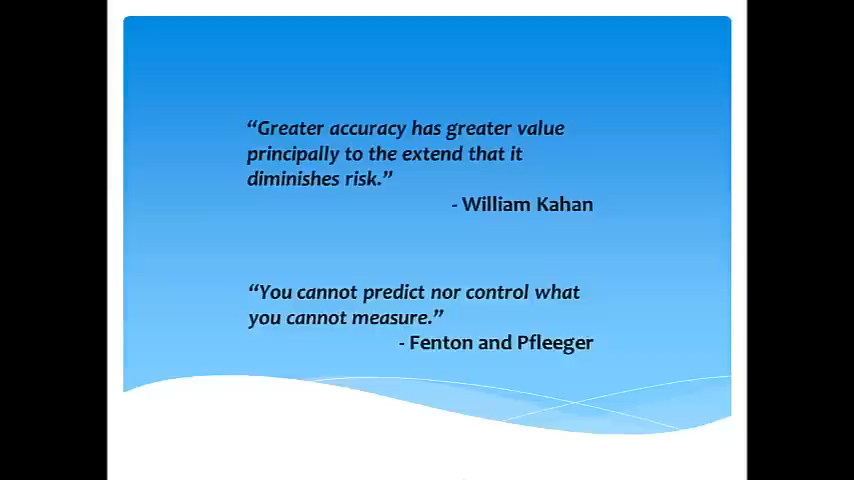 “Greater accuracy has greater value
principally to the extend that it
diminishes risk.”
- William Kahan
“You cannot predict nor control what
you cannot measure.”
- Fenton and Pfleeger